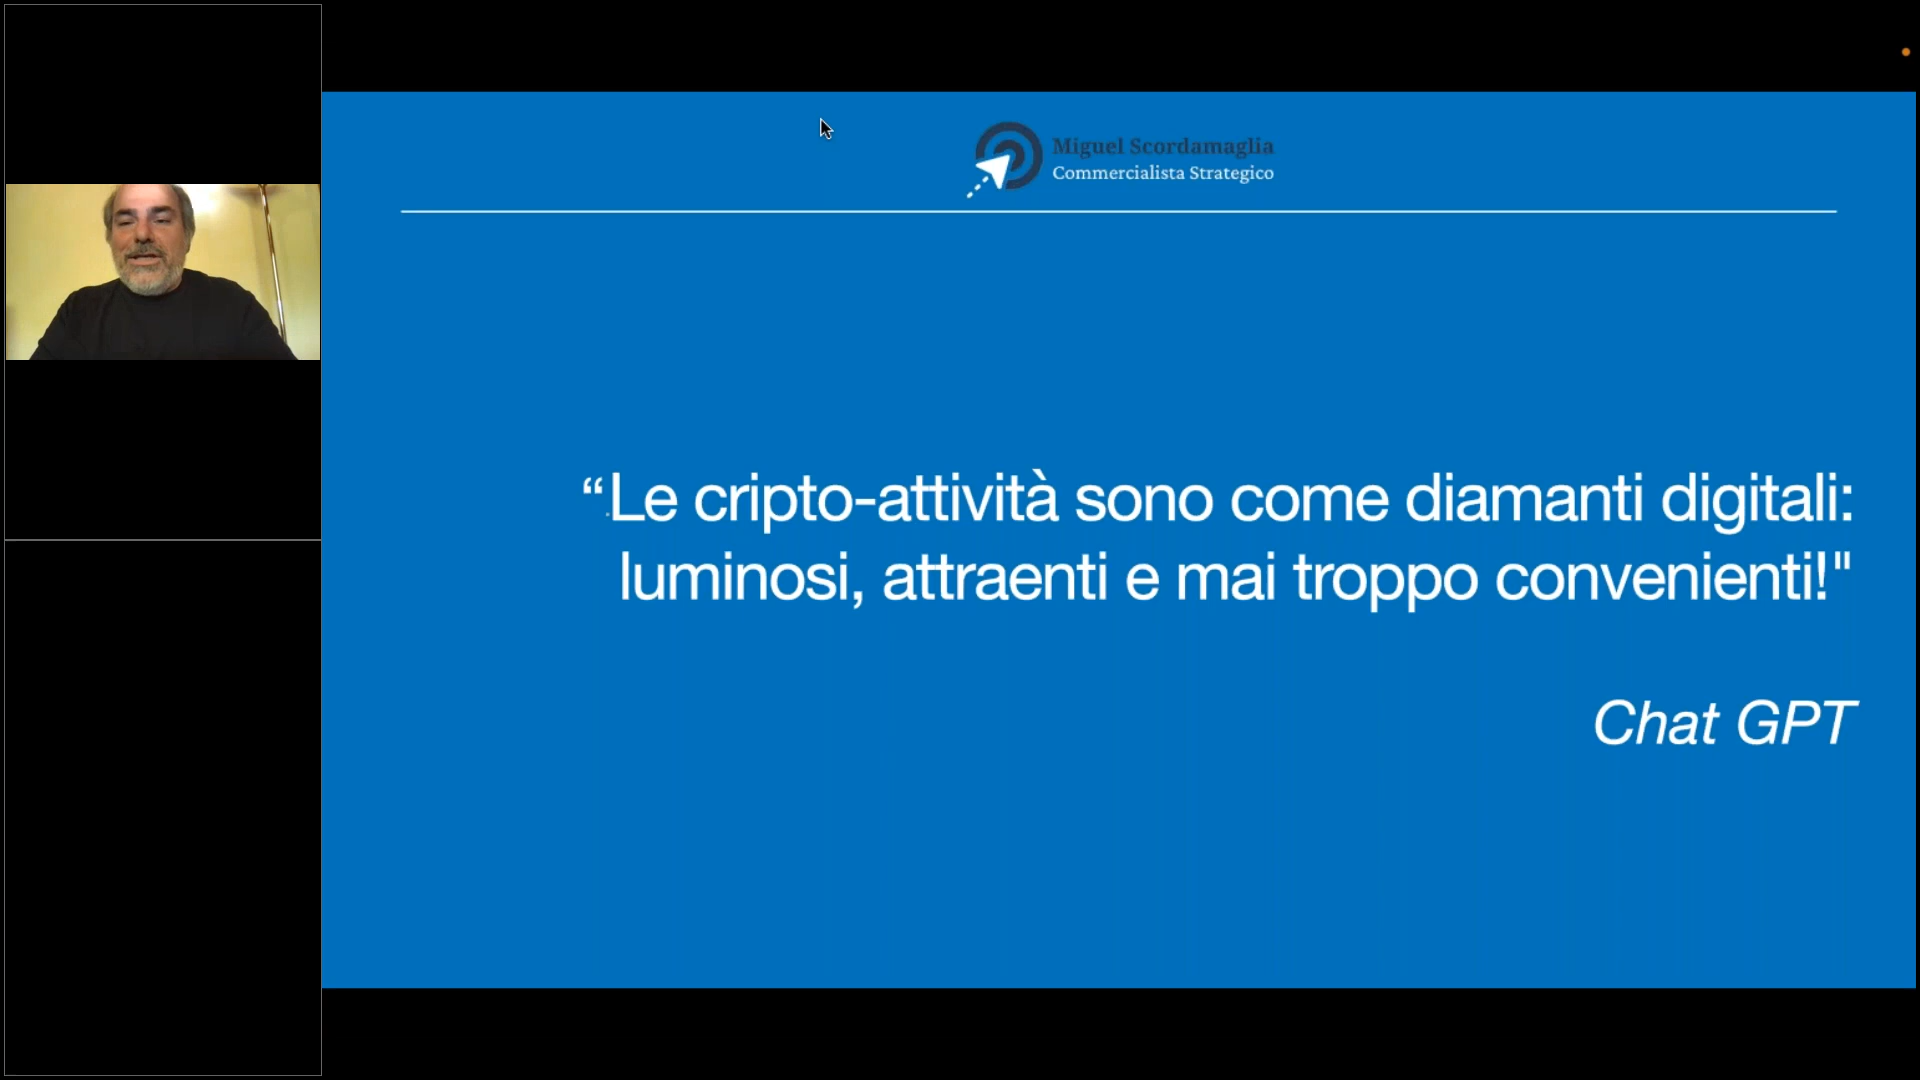 Miguel Scordamaglia
Commercialista Strategico
“Le cripto-attività sono come diamanti digitali:
luminosi, attraenti e mai troppo convenienti!"
Chat GPT